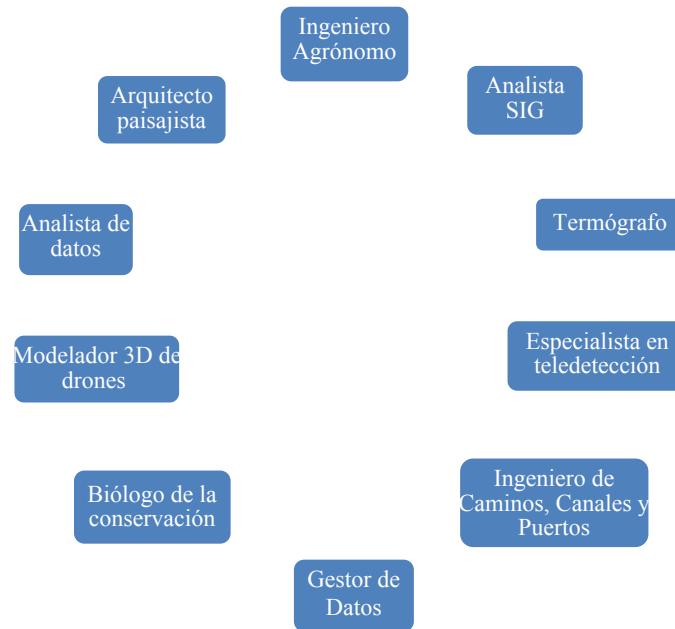 Ingeniero
Agrónomo
Analista
SIG
Termógrafo
Especialista en
teledetección
Ingeniero de
Caminos, Canales y
Puertos
Gestor de
Datos
Biólogo de la
conservación
Modelador 3D de
drones
Analista de
datos
Arquitecto
paisajista